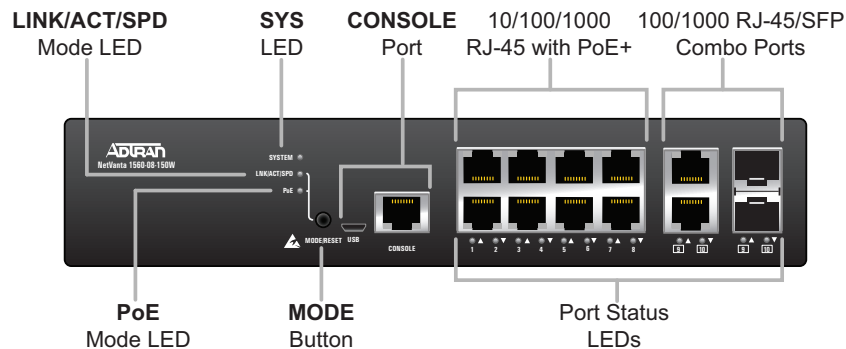 LINK/ACT/SPD
Mode LED
SYS
LED
CONSOLE
Port
10/100/1000
RJ-45 with PoE+
100/1000 RJ-45/SFP
Combo Ports
ADTRAN
NetVanta 1560-08-150W
SYSTEM
LNK/ACT/SPD
PoE
MODE/RESET
USB
CONSOLE
1 2 3 4 5 6 7 8
9 10
9 10
PoE
Mode LED
MODE
Button
Port Status
LEDs